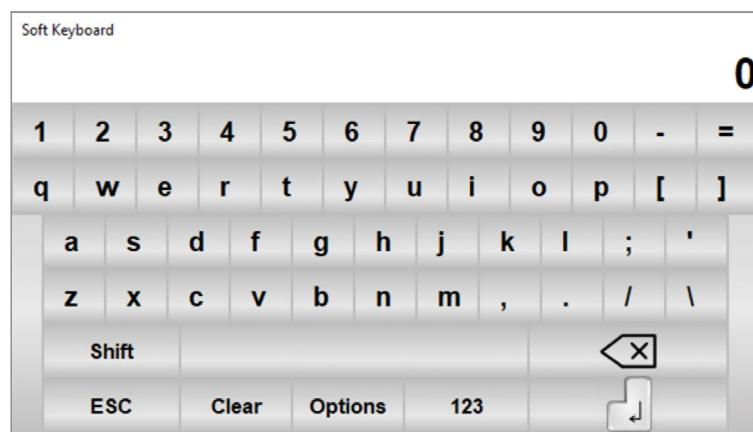 Soft Keyboard
0
1 2 3 4 5 6 7 8 9 0 - =
q w e r t y u i o p [ ]
a s d f g h j k l ; '
z x c v b n m , . / \
Shift
ESC Clear Options 123